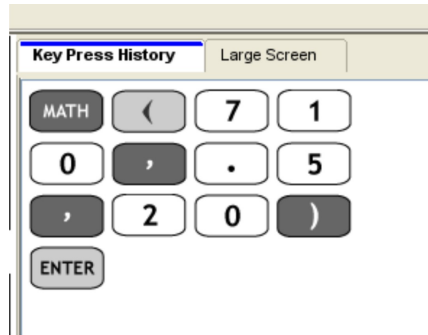 Key Press History Large Screen
MATH ( 7 1
0 , . 5
, 2 0 )
ENTER